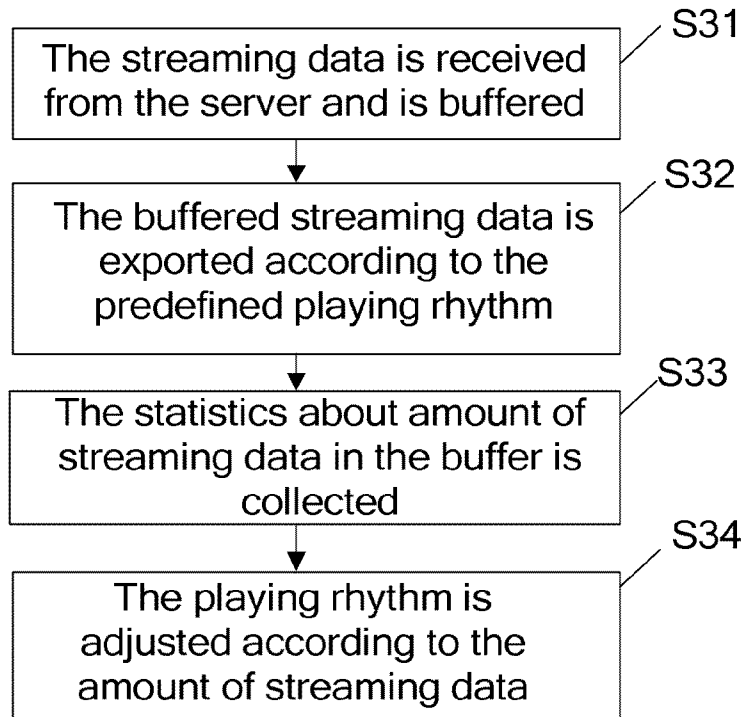 S31
The streaming data is received
from the server and is buffered
S32
The buffered streaming data is
exported according to the
predefined playing rhythm
S33
The statistics about amount of
streaming data in the buffer is
collected
S34
The playing rhythm is
adjusted according to the
amount of streaming data